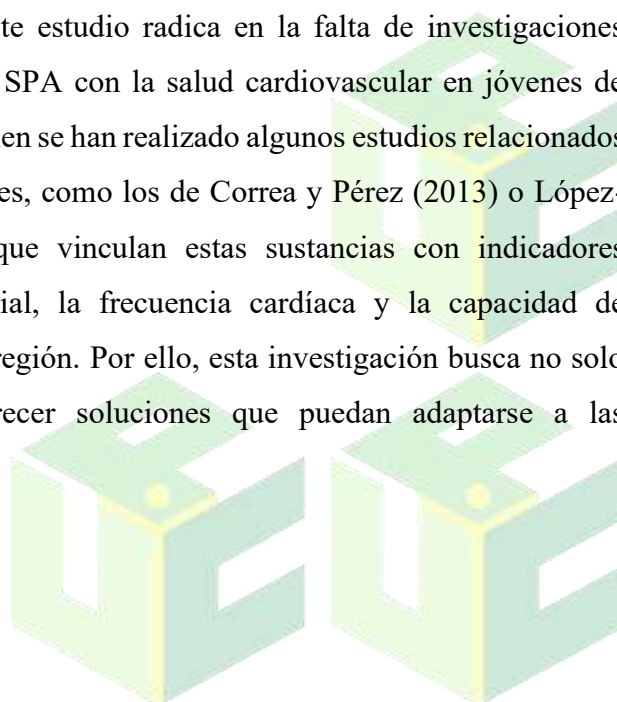 te estudio radica en la falta de investigaciones
SPA con la salud cardiovascular en jóvenes de
en se han realizado algunos estudios relacionados
es, como los de Correa y Pérez (2013) o López-
que vinculan estas sustancias con indicadores
ial, la frecuencia cardíaca y la capacidad de
región. Por ello, esta investigación busca no solo
recer soluciones que puedan adaptarse a las